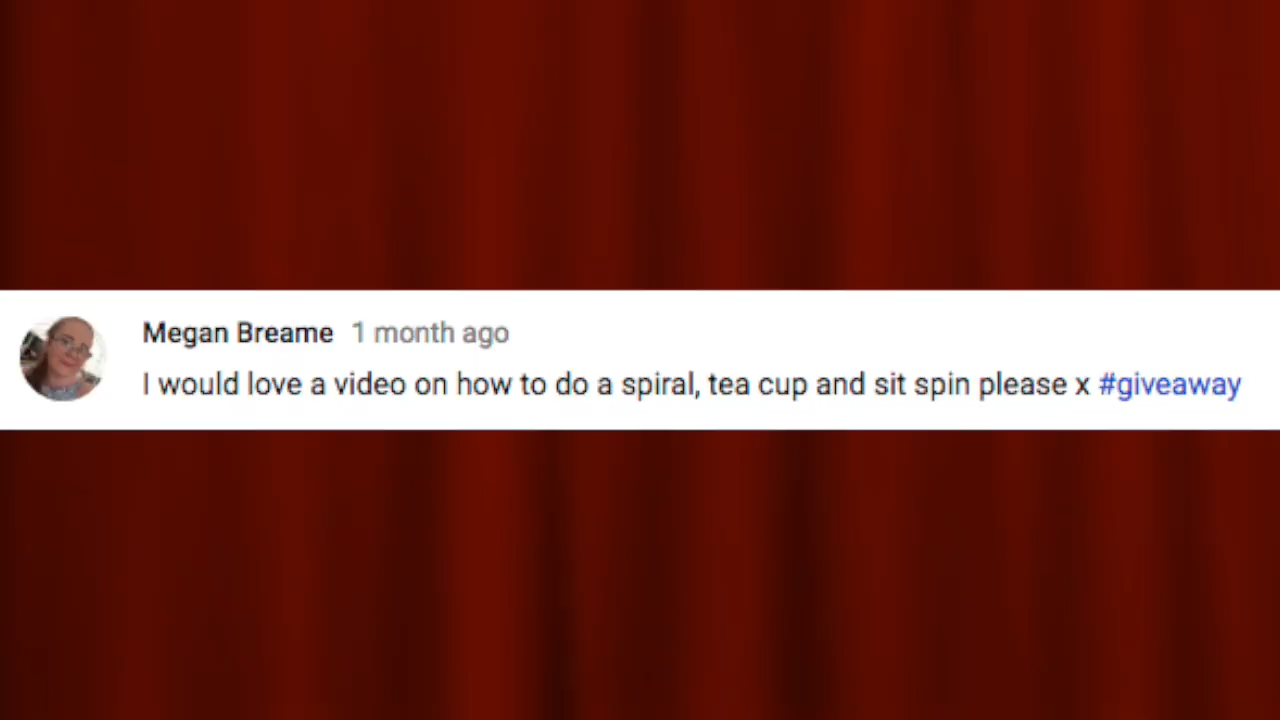 Megan Breame 1 month ago
I would love a video on how to do a spiral, tea cup and sit spin please x #giveaway